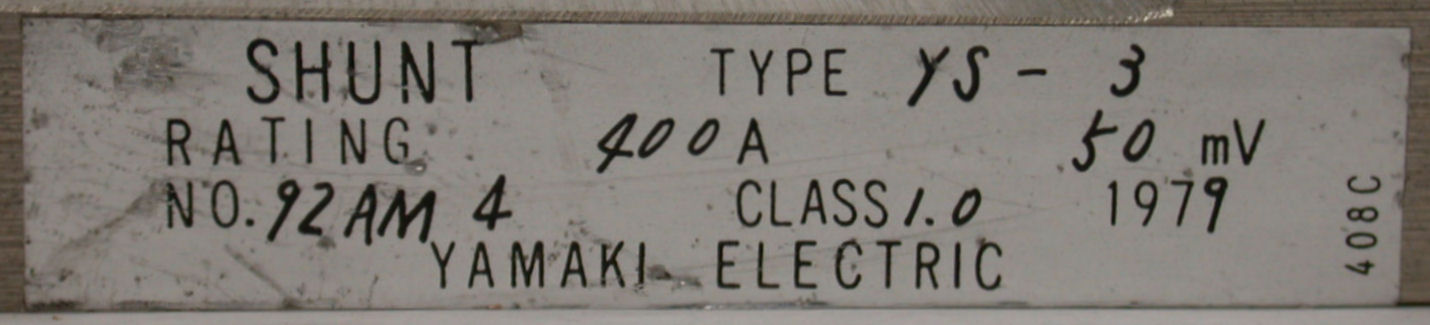 SHUNT TYPE YS - 3
RATING 400 A 50 mV
NO. 92AM 4 CLASS 1.0 1979
YAMAKI ELECTRIC
408C